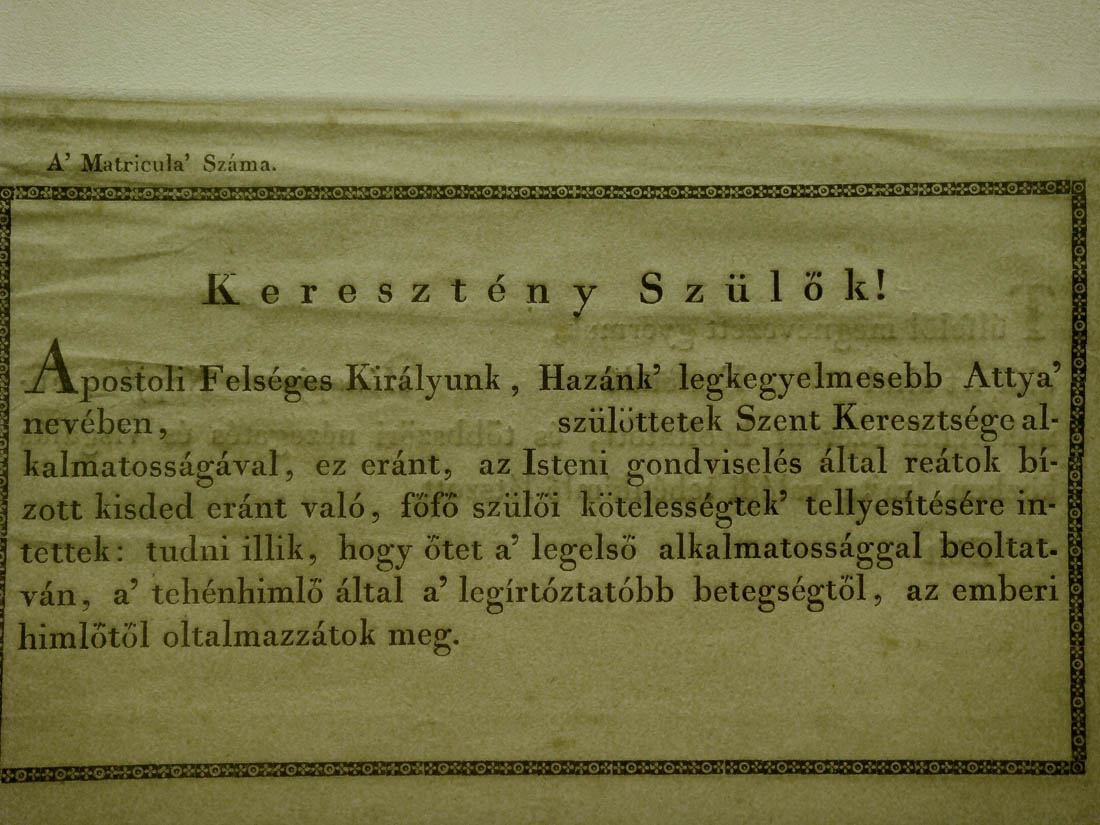 A’ Matricula’ Száma.
Keresztény Szülők!
Apostoli Felséges Királyunk, Hazánk’ legkegyelmesebb Attya’
nevében, szülöttetek Szent Keresztsége al-
kalmatosságával, ez eránt, az Isteni gondviselés által reátok bí-
zott kisded eránt való, főfő szülői kötelességtek’ tellyesítésére in-
tettek: tudni illik, hogy őtet a’ legelső alkalmatossággal beoltat-
ván, a’ tehénhimlő által a’ legírtóztatóbb betegségtől, az emberi
himlőtől oltalmazzátok meg.